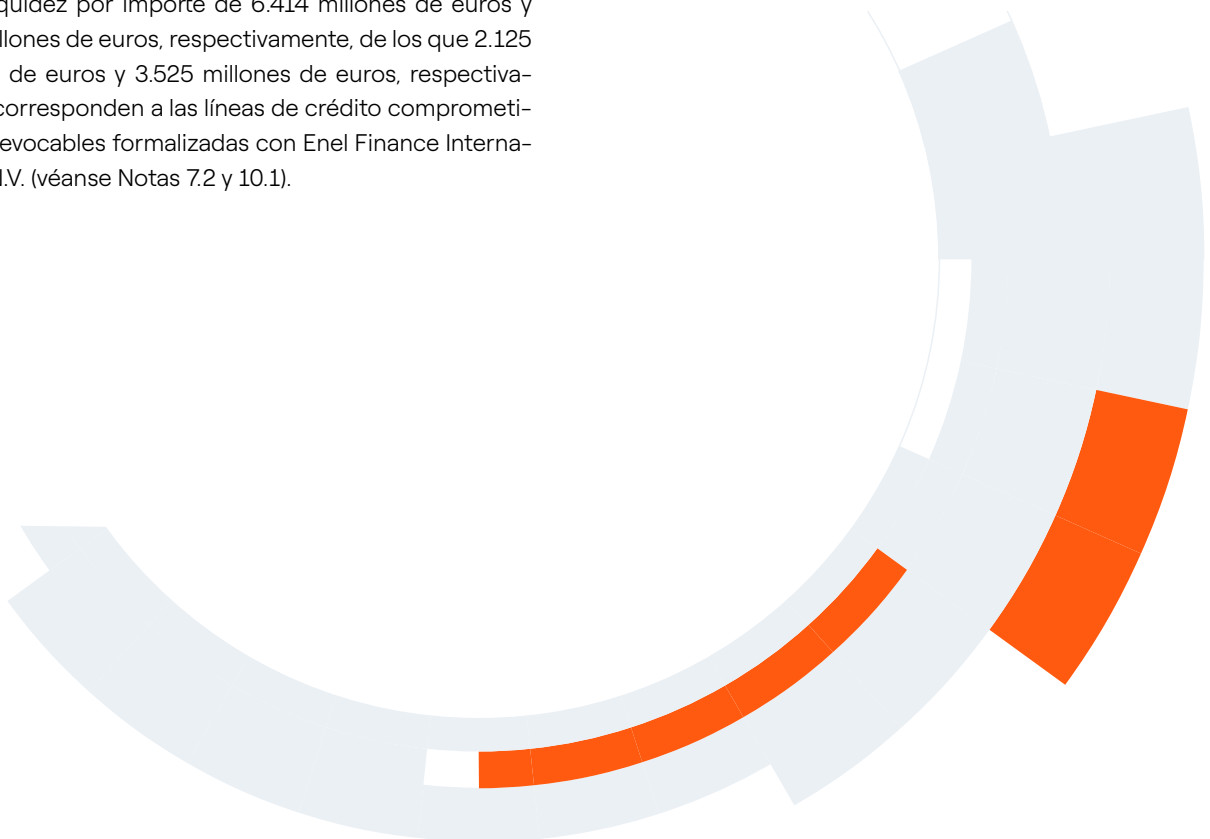 quidez por importe de 6.414 millones de euros y
llones de euros, respectivamente, de los que 2.125
de euros y 3.525 millones de euros, respectiva-
corresponden a las líneas de crédito comprometi-
evocables formalizadas con Enel Finance Interna-
.V. (véanse Notas 7.2 y 10.1).